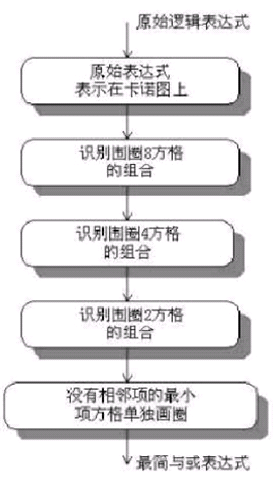 原始逻辑表达式
原始表达式
表示在卡诺图上
识别围圈8方格
的组合
识别围圈4方格
的组合
识别围圈2方格
的组合
没有相邻项的最小
项方格单独画圈
最简与或表达式